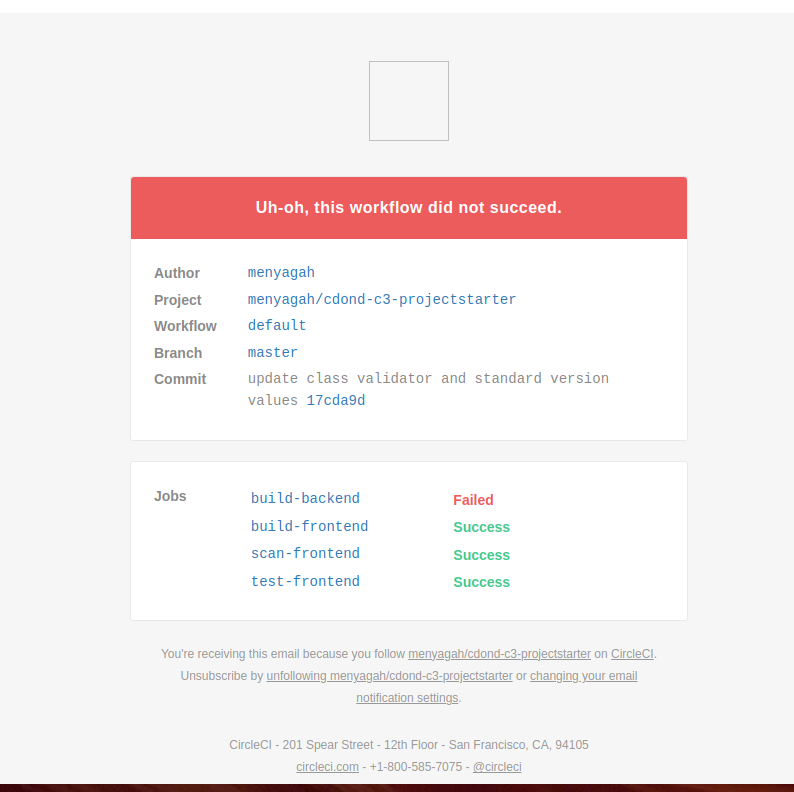 Uh-oh, this workflow did not succeed.
Author menyagah
Project menyagah/cdond-c3-projectstarter
Workflow default
Branch master
Commit update class validator and standard version
values 17cda9d
Jobs build-backend Failed
build-frontend Success
scan-frontend Success
test-frontend Success
You're receiving this email because you follow menyagah/cdond-c3-projectstarter on CircleCI.
Unsubscribe by unfollowing menyagah/cdond-c3-projectstarter or changing your email
notification settings.
CircleCI - 201 Spear Street - 12th Floor - San Francisco, CA, 94105
circleci.com - +1-800-585-7075 - @circleci